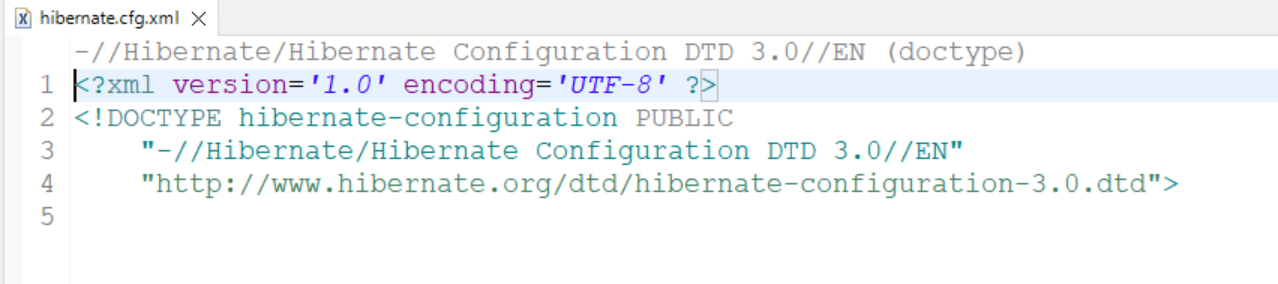 hibernate.cfg.xml
-//Hibernate/Hibernate Configuration DTD 3.0//EN (doctype)
1 <?xml version='1.0' encoding='UTF-8' ?>
2 <!DOCTYPE hibernate-configuration PUBLIC
3 "-//Hibernate/Hibernate Configuration DTD 3.0//EN"
4 "http://www.hibernate.org/dtd/hibernate-configuration-3.0.dtd">
5